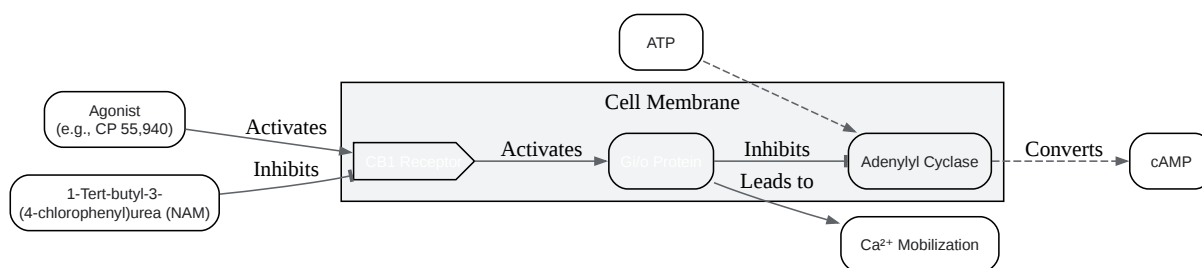 ATP
Cell Membrane
Agonist
(e.g., CP 55,940)
Activates
Inhibits
1-Tert-butyl-3-
(4-chlorophenyl)urea (NAM)
CB1 Receptor
Activates
Gi/o Protein
Inhibits
Leads to
Adenylyl Cyclase
Converts
cAMP
Ca²⁺ Mobilization